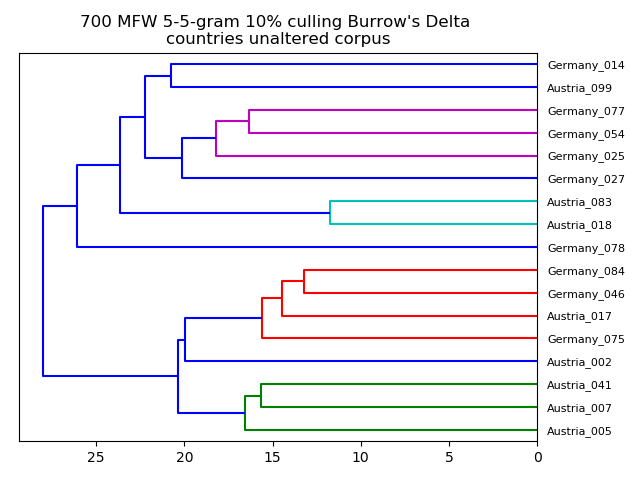 700 MFW 5-5-gram 10% culling Burrow's Delta
countries unaltered corpus
Germany_014
Austria_099
Germany_077
Germany_054
Germany_025
Germany_027
Austria_083
Austria_018
Germany_078
Germany_084
Germany_046
Austria_017
Germany_075
Austria_002
Austria_041
Austria_007
Austria_005
25 20 15 10 5 0